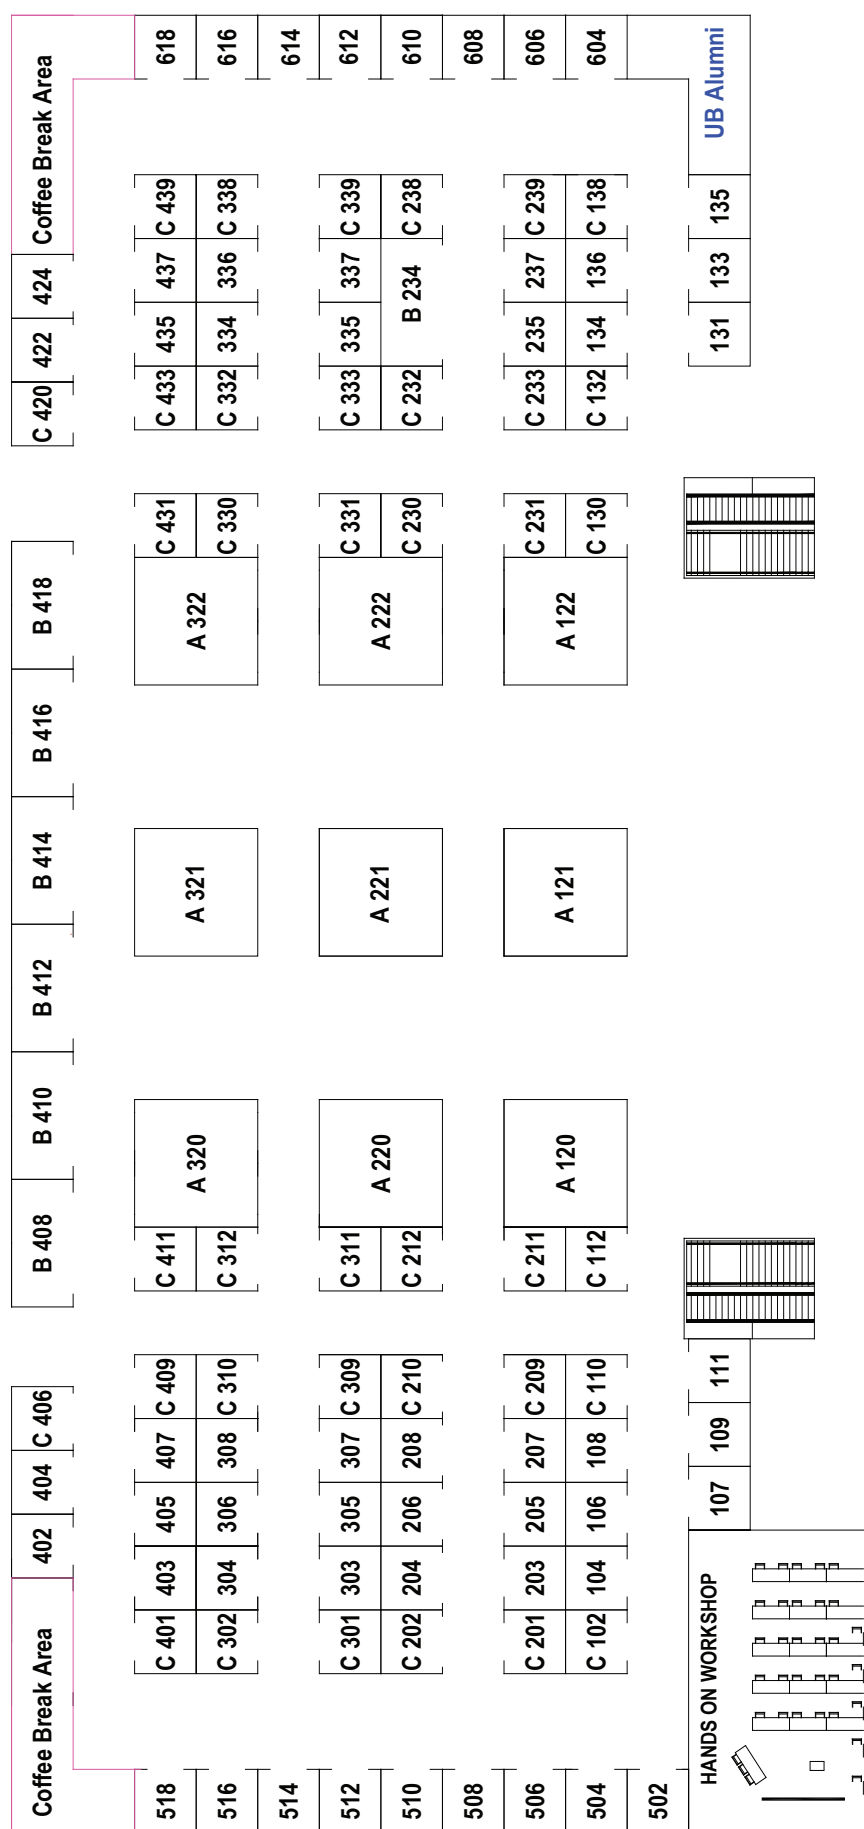 Coffee Break Area
618
616
614
612
610
608
606
604
UB Alumni
424
422
C 420
C 439
C 338
C 339
C 238
C 239
C 138
135
437
336
337
B 234
237
136
133
435
334
335
235
134
131
C 433
C 332
C 333
C 232
C 233
C 132
C 431
C 330
C 331
C 230
C 231
C 130
B 418
A 322
A 222
A 122
B 416
B 414
A 321
A 221
A 121
B 412
B 410
A 320
A 220
A 120
B 408
C 411
C 312
C 311
C 212
C 211
C 112
C 406
C 409
C 310
C 309
C 210
C 209
C 110
111
404
407
308
307
208
207
108
109
402
405
306
305
206
205
106
107
403
304
303
204
203
104
C 401
C 302
C 301
C 202
C 201
C 102
HANDS ON WORKSHOP
Coffee Break Area
518
516
514
512
510
508
506
504
502